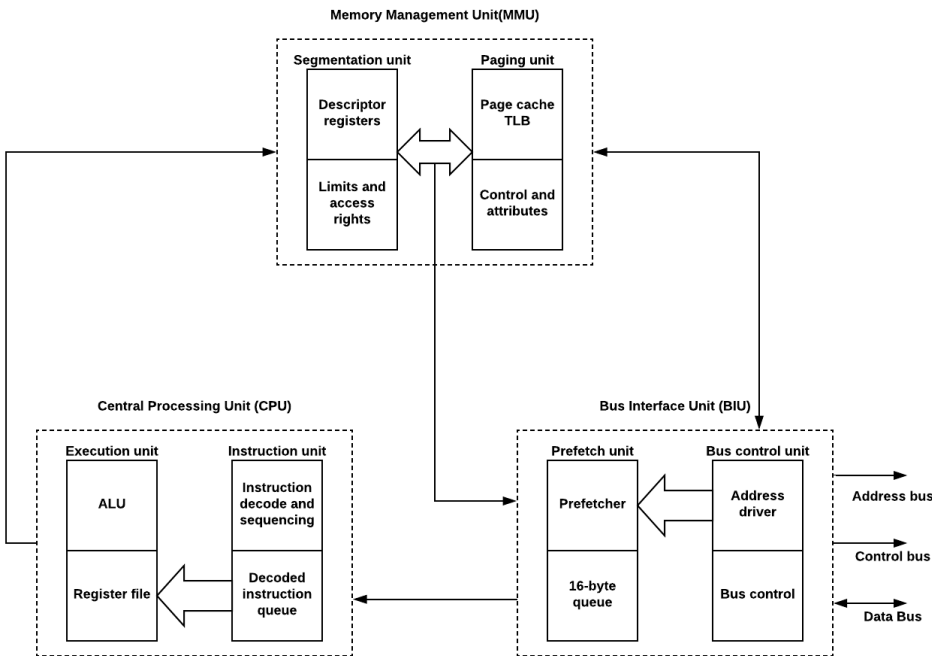 Memory Management Unit(MMU)
Segmentation unit
Paging unit
Descriptor
registers
Page cache
TLB
Limits and
access
rights
Control and
attributes
Central Processing Unit (CPU)
Bus Interface Unit (BIU)
Execution unit
Instruction unit
Prefetch unit
Bus control unit
ALU
Instruction
decode and
sequencing
Prefetcher
Address
driver
Address bus
Register file
Decoded
instruction
queue
16-byte
queue
Bus control
Control bus
Data Bus